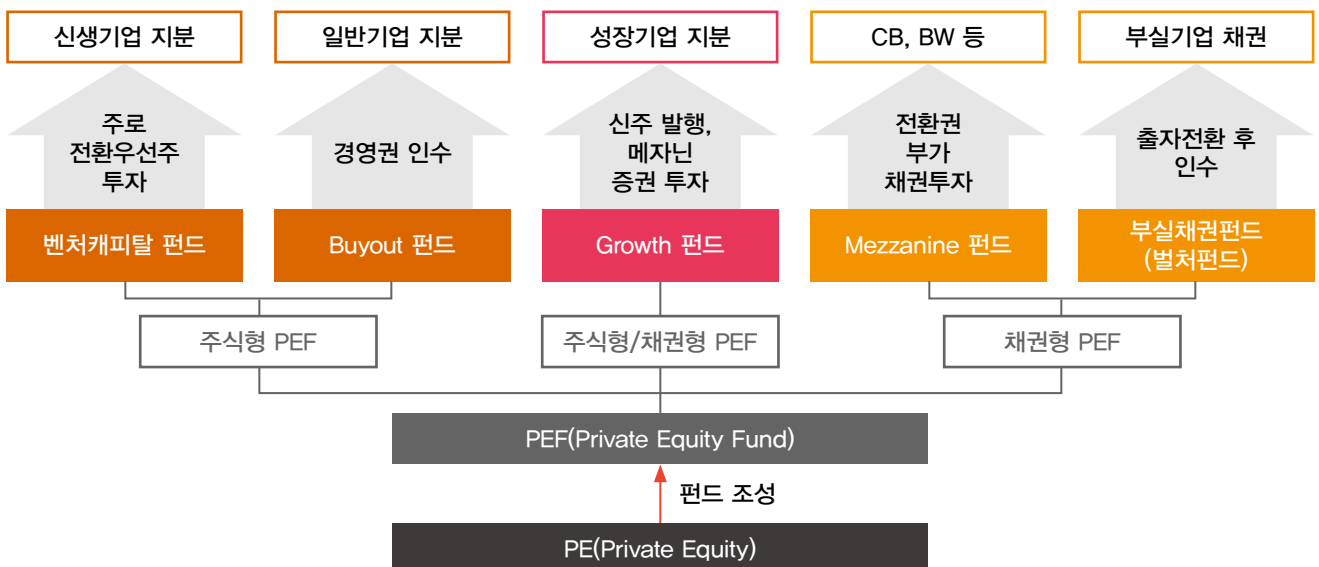 신생기업 지분
일반기업 지분
성장기업 지분
CB, BW 등
부실기업 채권
주로
전환우선주
투자
경영권 인수
신주 발행,
메자닌
증권 투자
전환권
부가
채권투자
출자전환 후
인수
벤처캐피탈 펀드
Buyout 펀드
Growth 펀드
Mezzanine 펀드
부실채권펀드
(벌처펀드)
주식형 PEF
주식형/채권형 PEF
채권형 PEF
PEF(Private Equity Fund)
펀드 조성
PE(Private Equity)